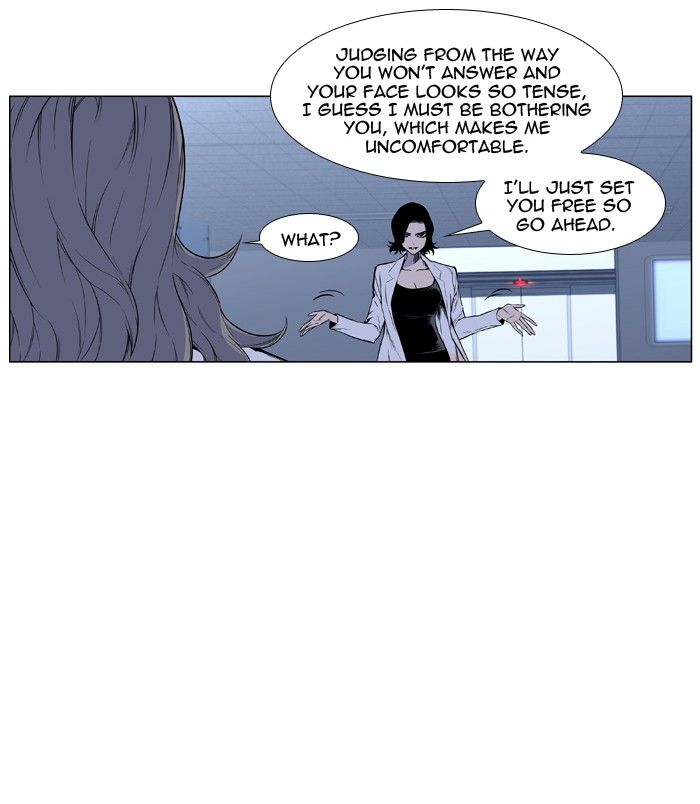 JUDGING FROM THE WAY
YOU WON'T ANSWER AND
YOUR FACE LOOKS SO TENSE,
I GUESS I MUST BE BOTHERING
YOU, WHICH MAKES ME
UNCOMFORTABLE.
I'LL JUST SET
YOU FREE SO
GO AHEAD.
WHAT?